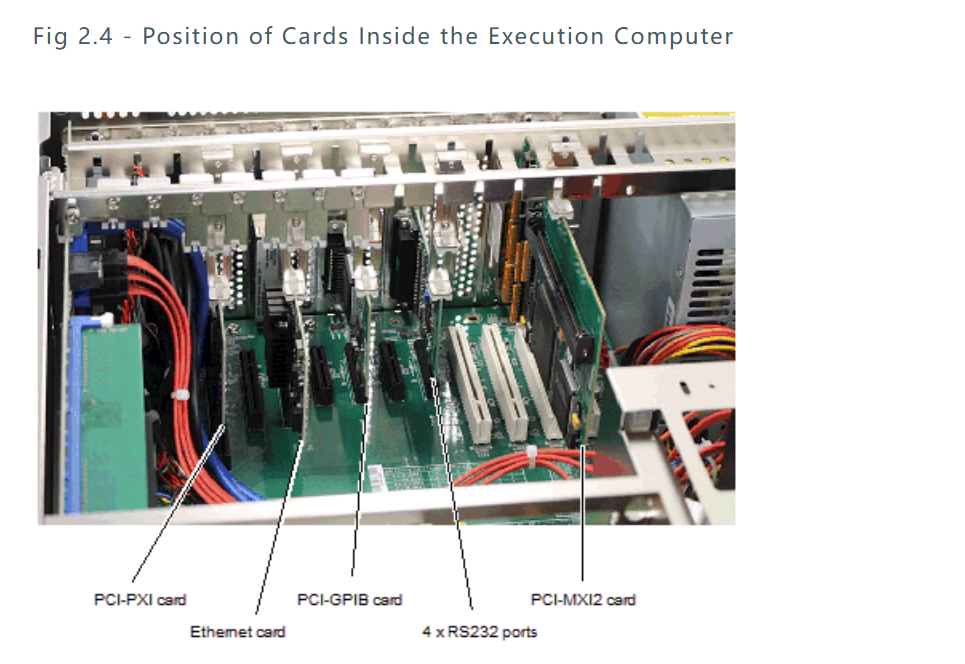 Fig 2.4 - Position of Cards Inside the Execution Computer
PCI-PXI card
PCI-GPIB card
PCI-MXI2 card
Ethernet card
4 x RS232 ports